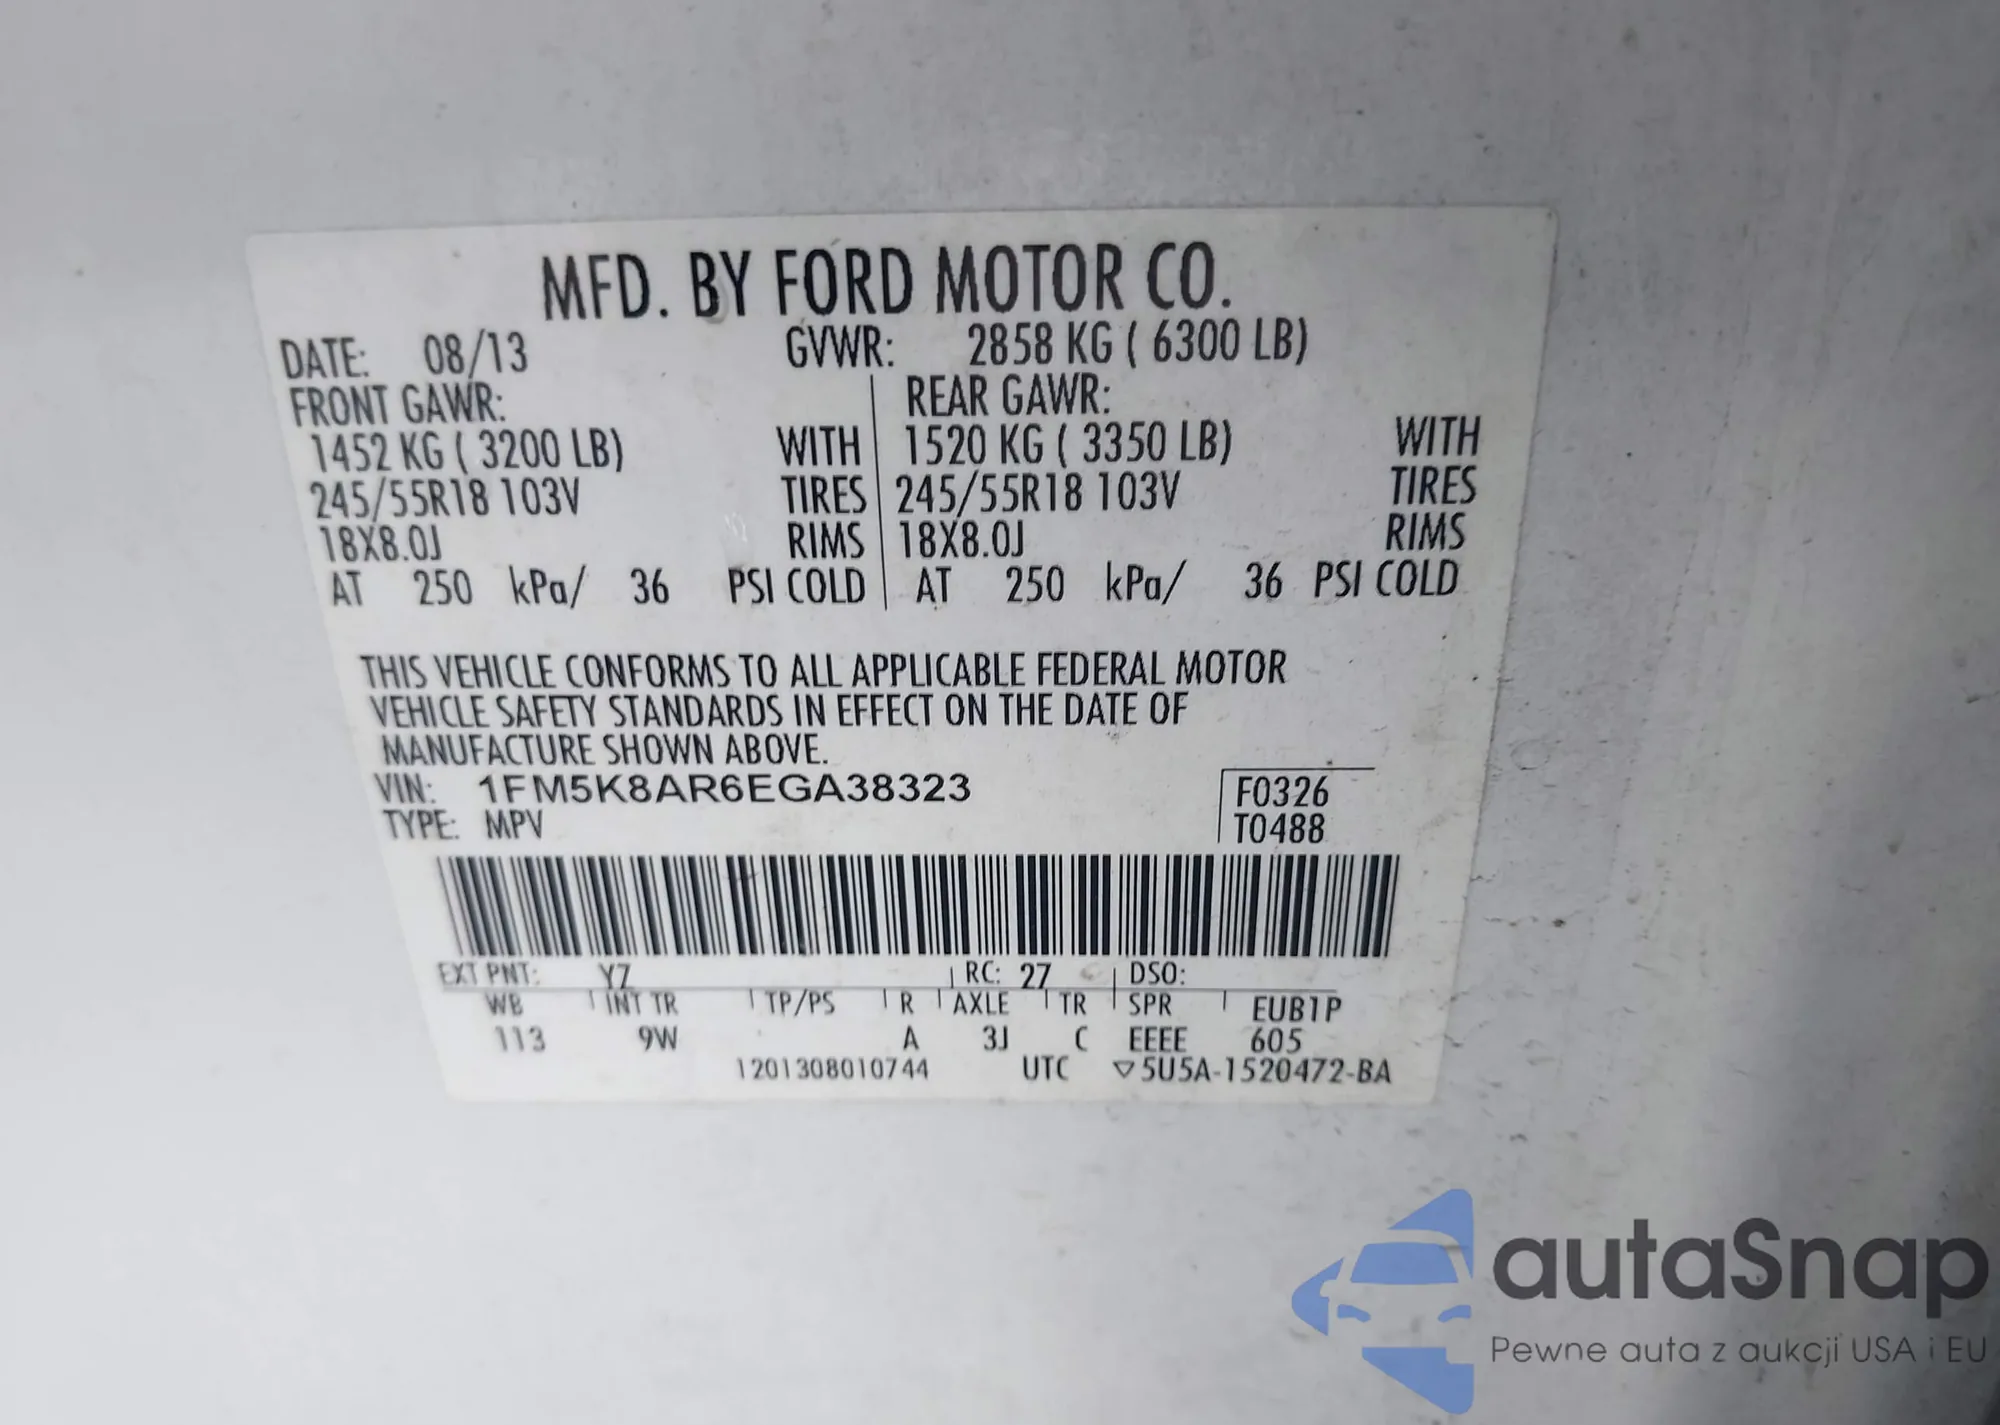 MFD. BY FORD MOTOR CO.
DATE: 08/13 GVWR: 2858 KG ( 6300 LB)
FRONT GAWR: REAR GAWR:
1452 KG ( 3200 LB) WITH 1520 KG ( 3350 LB) WITH
245/55R18 103V TIRES 245/55R18 103V TIRES
18X8.0J RIMS 18X8.0J RIMS
AT 250 kPa/ 36 PSI COLD AT 250 kPa/ 36 PSI COLD
THIS VEHICLE CONFORMS TO ALL APPLICABLE FEDERAL MOTOR
VEHICLE SAFETY STANDARDS IN EFFECT ON THE DATE OF
MANUFACTURE SHOWN ABOVE.
VIN: 1FM5K8AR6EGA38323 F0326
TYPE: MPV T0488
EXT PNT: YZ RC: 27 DSO:
WB INT TR TP/PS R AXLE TR SPR EUB1P
113 9W A 3J C EEEE 605
1201308010744 UTC ▽5U5A-1520472-BA
autaSnap
Pewne auta z aukcji USA i EU